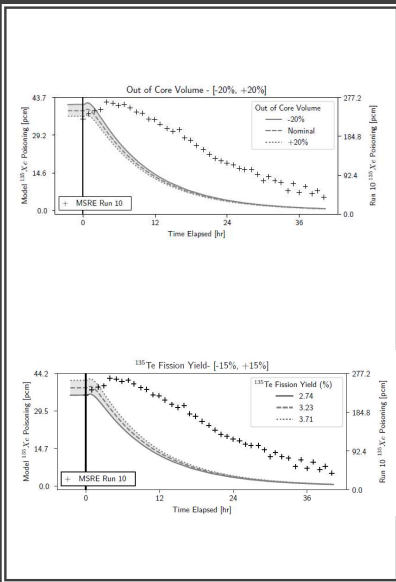 Out of Core Volume - [-20%, +20%]
Model ¹³⁵Xe Poisoning [pcm]
43.7
29.2
14.6
0.0
277.2
184.8
92.4
0.0
Run 10 ¹³⁵Xe Poisoning [pcm]
Out of Core Volume
-20%
Nominal
+20%
+ MSRE Run 10
0
12
24
36
Time Elapsed [hr]
¹³⁵Te Fission Yield- [-15%, +15%]
Model ¹³⁵Xe Poisoning [pcm]
44.2
29.5
14.7
0.0
277.2
184.8
92.4
0.0
Run 10 ¹³⁵Xe Poisoning [pcm]
¹³⁵Te Fission Yield (%)
2.74
3.23
3.71
+ MSRE Run 10
0
12
24
36
Time Elapsed [hr]